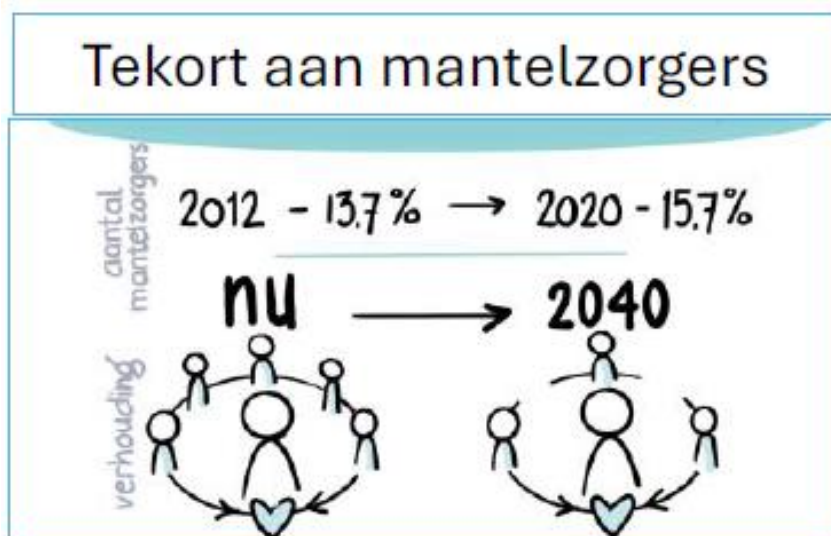 Tekort aan mantelzorgers
aantal
mantelzorgers
2012 - 13.7% → 2020 - 15.7%
nu → 2040
verhouding